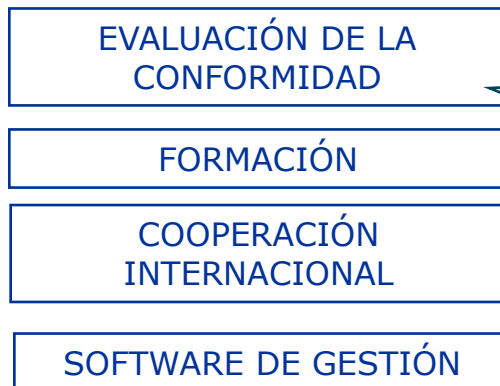 EVALUACIÓN DE LA
CONFORMIDAD
FORMACIÓN
COOPERACIÓN
INTERNACIONAL
SOFTWARE DE GESTIÓN